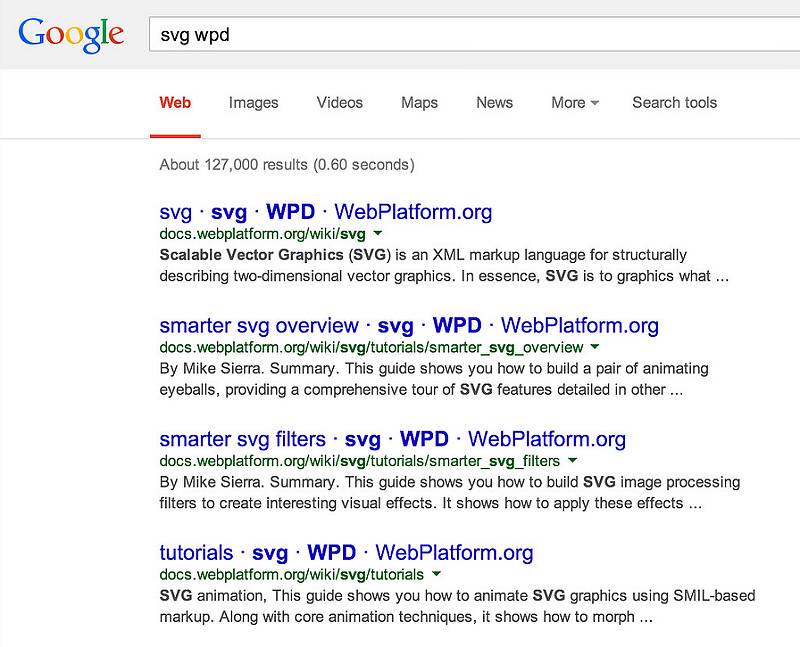 Google
svg wpd
Web Images Videos Maps News More Search tools
About 127,000 results (0.60 seconds)
svg · svg · WPD · WebPlatform.org
docs.webplatform.org/wiki/svg
Scalable Vector Graphics (SVG) is an XML markup language for structurally
describing two-dimensional vector graphics. In essence, SVG is to graphics what ...
smarter svg overview · svg · WPD · WebPlatform.org
docs.webplatform.org/wiki/svg/tutorials/smarter_svg_overview
By Mike Sierra. Summary. This guide shows you how to build a pair of animating
eyeballs, providing a comprehensive tour of SVG features detailed in other ...
smarter svg filters · svg · WPD · WebPlatform.org
docs.webplatform.org/wiki/svg/tutorials/smarter_svg_filters
By Mike Sierra. Summary. This guide shows you how to build SVG image processing
filters to create interesting visual effects. It shows how to apply these effects ...
tutorials · svg · WPD · WebPlatform.org
docs.webplatform.org/wiki/svg/tutorials
SVG animation, This guide shows you how to animate SVG graphics using SMIL-based
markup. Along with core animation techniques, it shows how to morph ...